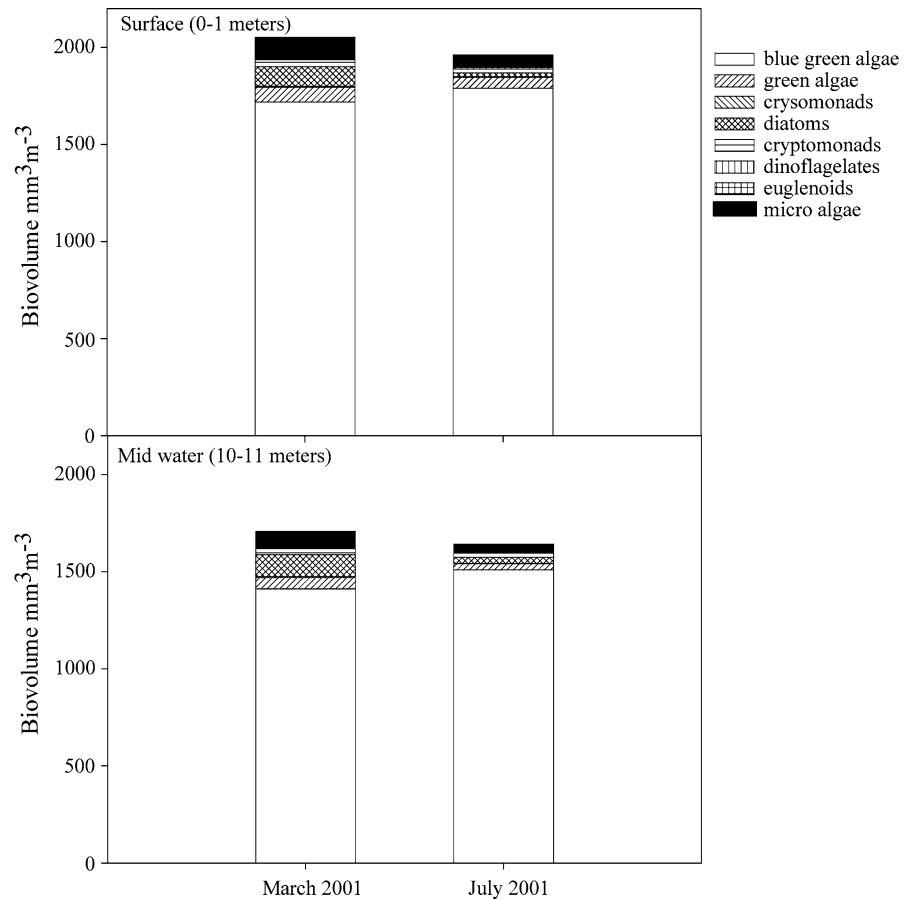 Surface (0-1 meters)
2000
1500
1000
500
0
Biovolume mm3m-3
blue green algae
green algae
crysomonads
diatoms
cryptomonads
dinoflagelates
euglenoids
micro algae
Mid water (10-11 meters)
2000
1500
1000
500
0
Biovolume mm3m-3
March 2001 July 2001